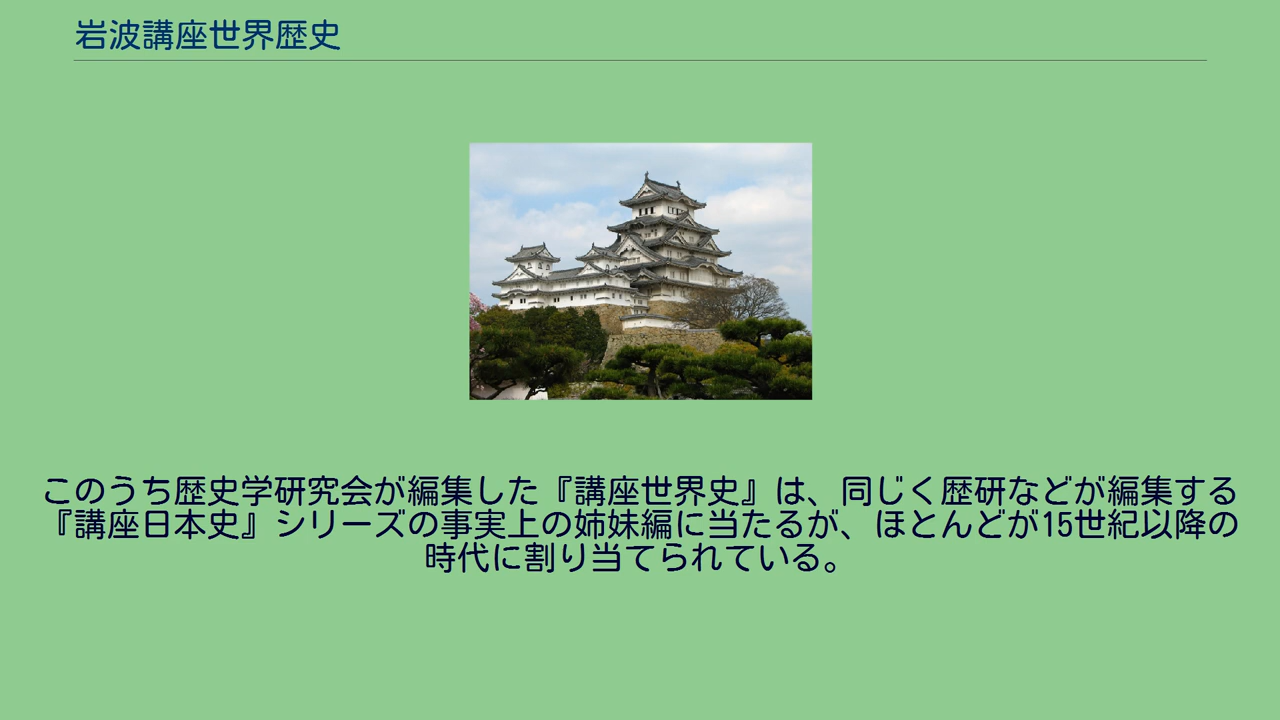 岩波講座世界歴史
このうち歴史学研究会が編集した『講座世界史』は、同じく歴研などが編集する
『講座日本史』シリーズの事実上の姉妹編に当たるが、ほとんどが15世紀以降の
時代に割り当てられている。